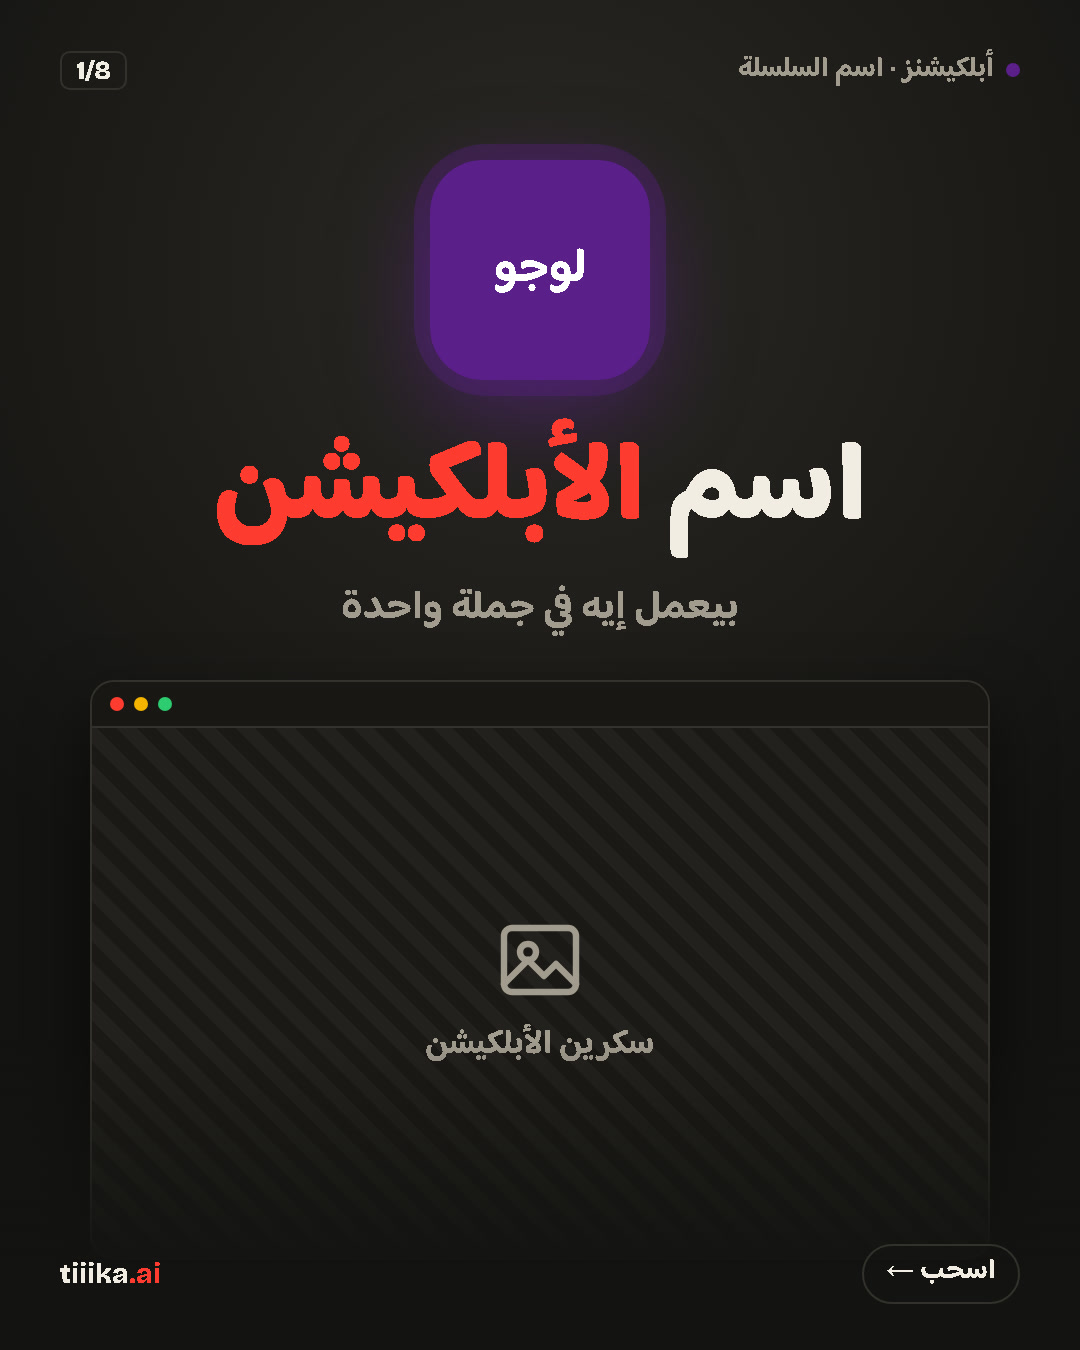 أبلكيشنز · اسم السلسلة
1/8
لوجو
اسم الأبلكيشن
بيعمل إيه في جملة واحدة
سكرين الأبلكيشن
اسحب ←
tiiika.ai